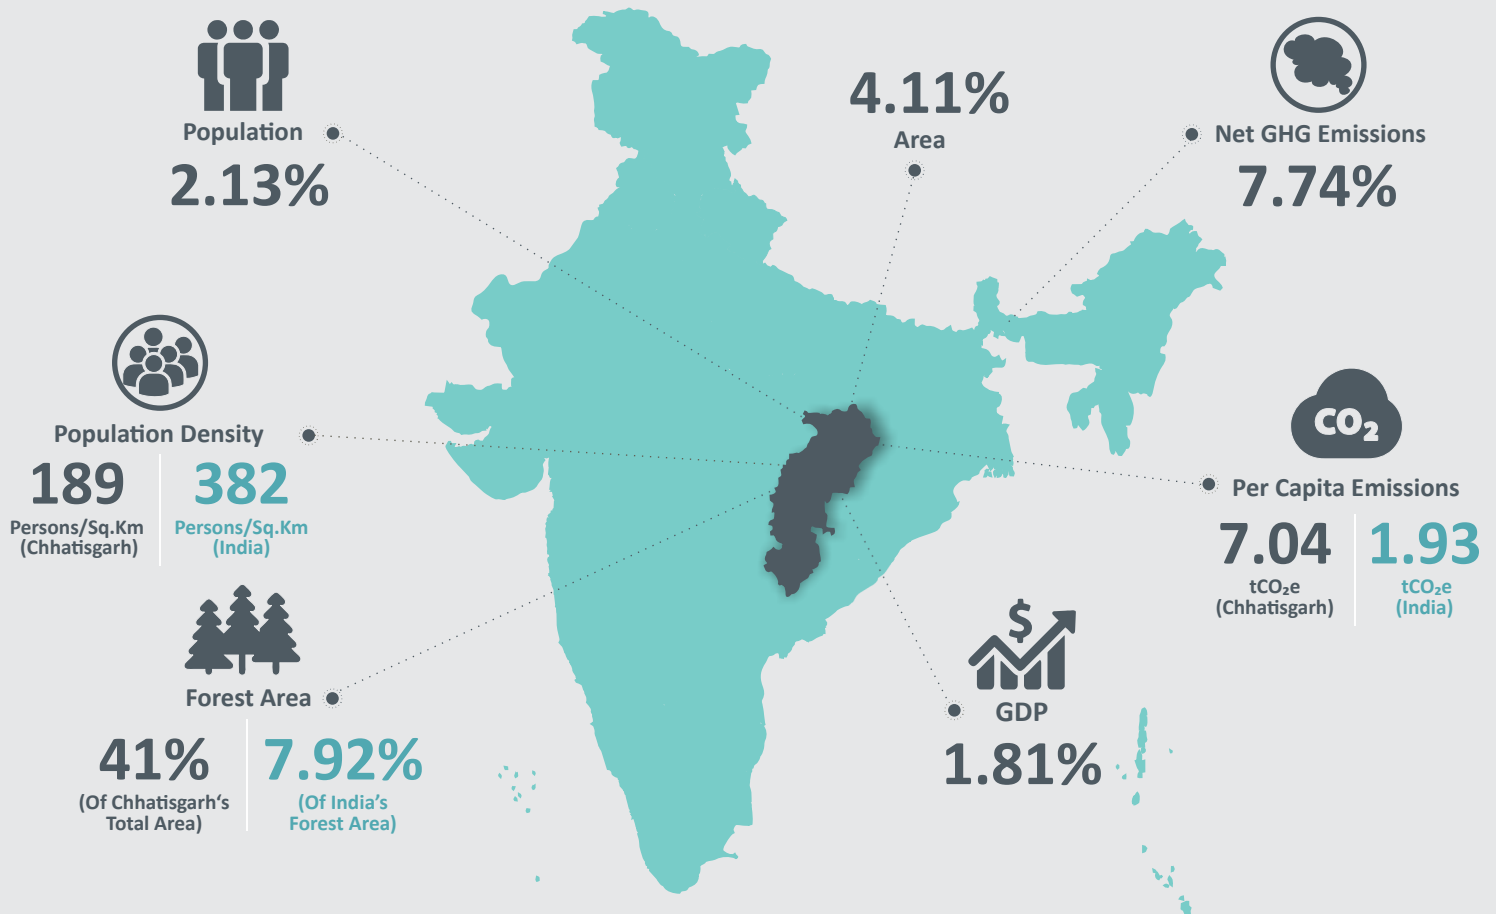 Population
2.13%
4.11%
Area
Net GHG Emissions
7.74%
Population Density
189
Persons/Sq.Km
(Chhatisgarh)
382
Persons/Sq.Km
(India)
CO₂
Per Capita Emissions
7.04
tCO₂e
(Chhatisgarh)
1.93
tCO₂e
(India)
Forest Area
41%
(Of Chhatisgarh‘s
Total Area)
7.92%
(Of India’s
Forest Area)
$
GDP
1.81%